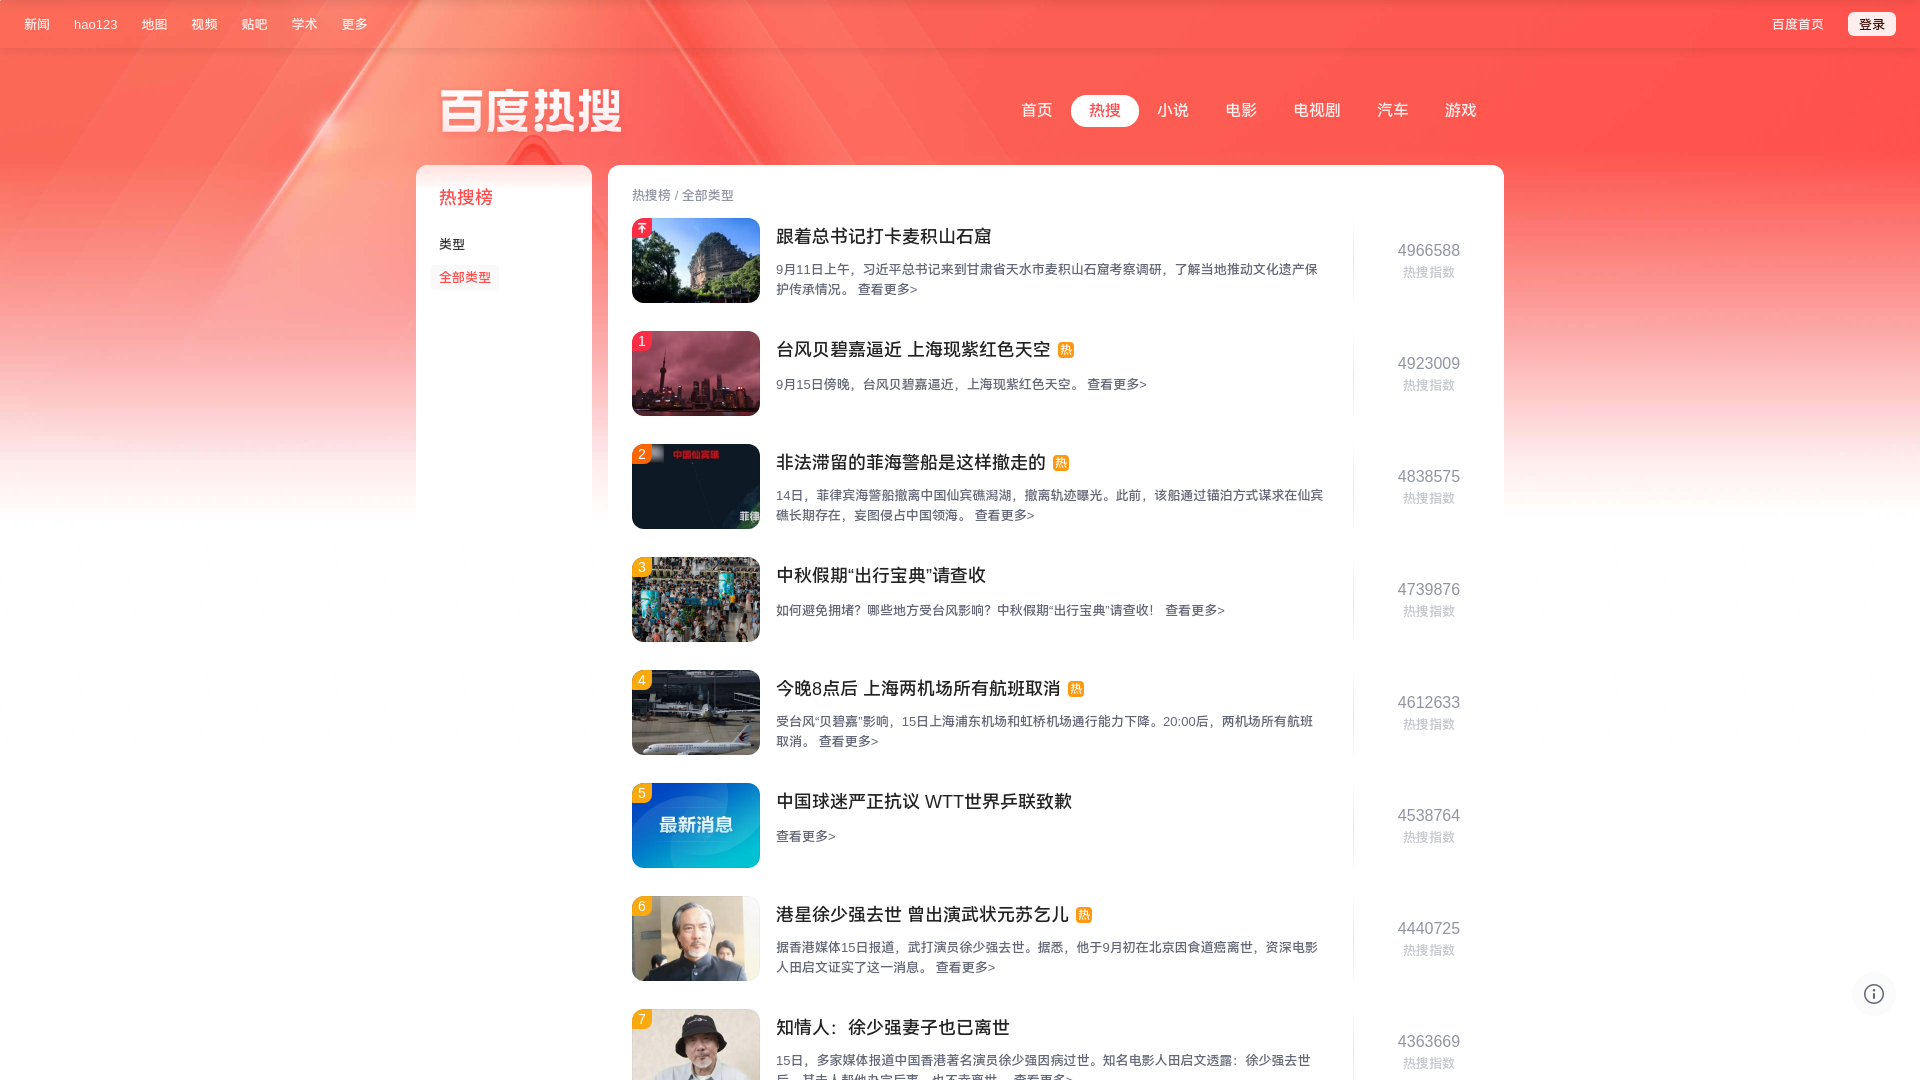 新闻 hao123 地图 视频 贴吧 学术 更多 百度首页 登录
百度热搜
首页 热搜 小说 电影 电视剧 汽车 游戏
热搜榜
类型
全部类型
热搜榜 / 全部类型
跟着总书记打卡麦积山石窟
9月11日上午，习近平总书记来到甘肃省天水市麦积山石窟考察调研，了解当地推动文化遗产保
护传承情况。 查看更多>
4966588
热搜指数
1
台风贝碧嘉逼近 上海现紫红色天空 热
9月15日傍晚，台风贝碧嘉逼近，上海现紫红色天空。 查看更多>
4923009
热搜指数
2
中国仙宾礁
菲律
非法滞留的菲海警船是这样撤走的 热
14日，菲律宾海警船撤离中国仙宾礁潟湖，撤离轨迹曝光。此前，该船通过锚泊方式谋求在仙宾
礁长期存在，妄图侵占中国领海。 查看更多>
4838575
热搜指数
3
中秋假期“出行宝典”请查收
如何避免拥堵？哪些地方受台风影响？中秋假期“出行宝典”请查收！ 查看更多>
4739876
热搜指数
4
今晚8点后 上海两机场所有航班取消 热
受台风“贝碧嘉”影响，15日上海浦东机场和虹桥机场通行能力下降。20:00后，两机场所有航班
取消。 查看更多>
4612633
热搜指数
5
最新消息
中国球迷严正抗议 WTT世界乒联致歉
查看更多>
4538764
热搜指数
6
港星徐少强去世 曾出演武状元苏乞儿 热
据香港媒体15日报道，武打演员徐少强去世。据悉，他于9月初在北京因食道癌离世，资深电影
人田启文证实了这一消息。 查看更多>
4440725
热搜指数
7
知情人：徐少强妻子也已离世
15日，多家媒体报道中国香港著名演员徐少强因病过世。知名电影人田启文透露：徐少强去世
后，其夫人帮他办完后事，也不幸离世。 查看更多>
4363669
热搜指数